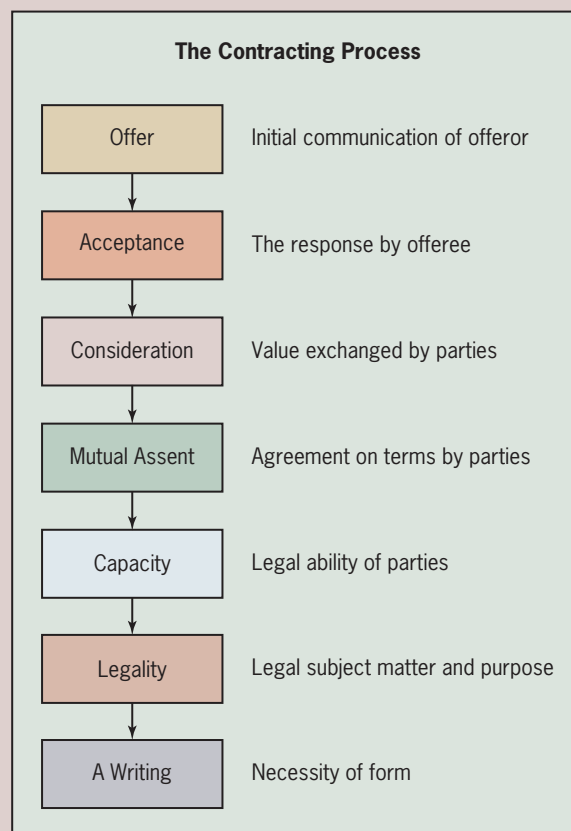 The Contracting Process
Offer Initial communication of offeror
Acceptance The response by offeree
Consideration Value exchanged by parties
Mutual Assent Agreement on terms by parties
Capacity Legal ability of parties
Legality Legal subject matter and purpose
A Writing Necessity of form